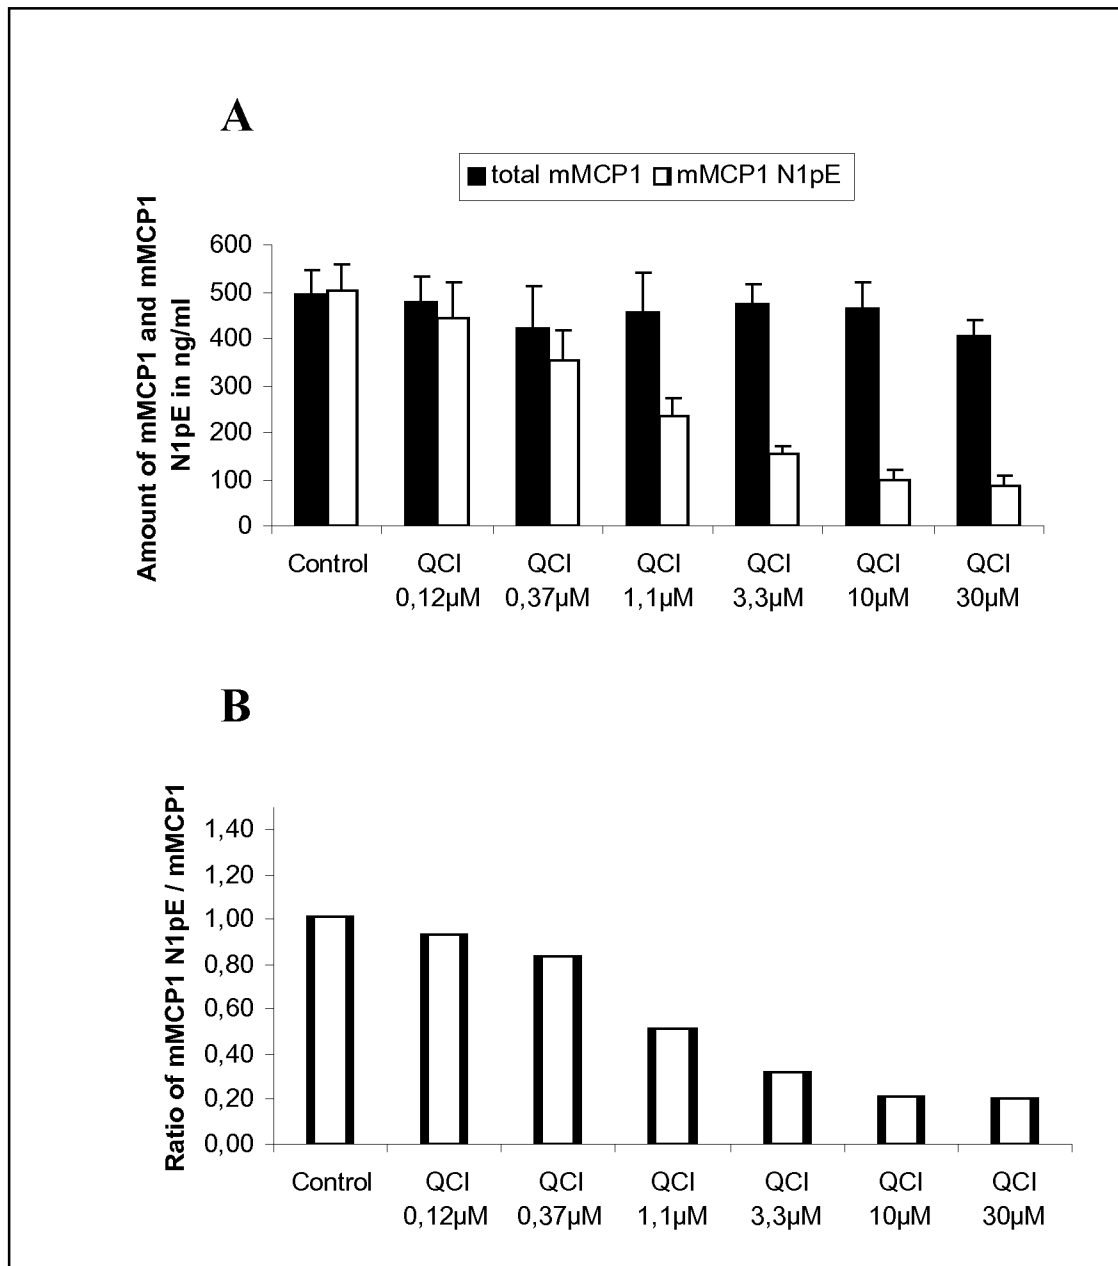 A
total mMCP1 mMCP1 N1pE
Amount of mMCP1 and mMCP1
N1pE in ng/ml
600
500
400
300
200
100
0
Control QCI QCI QCI QCI QCI QCI
0,12µM 0,37µM 1,1µM 3,3µM 10µM 30µM
B
Ratio of mMCP1 N1pE / mMCP1
1,40
1,20
1,00
0,80
0,60
0,40
0,20
0,00
Control QCI QCI QCI QCI QCI QCI
0,12µM 0,37µM 1,1µM 3,3µM 10µM 30µM